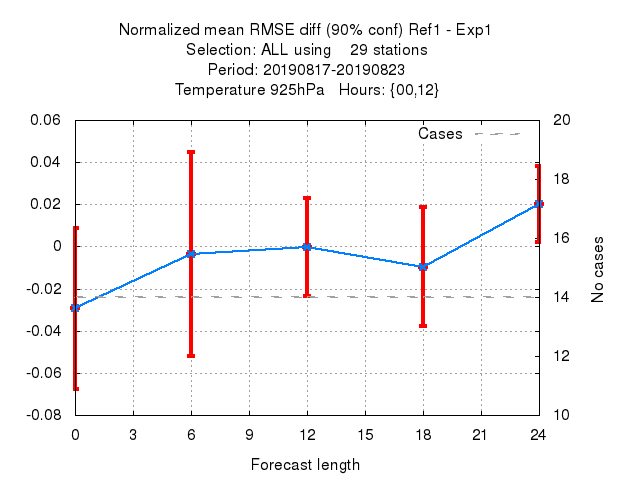 Normalized mean RMSE diff (90% conf) Ref1 - Exp1
Selection: ALL using    29 stations
Period: 20190817-20190823
Temperature 925hPa   Hours: {00,12}
Cases
0.06
0.04
0.02
0
-0.02
-0.04
-0.06
-0.08
20
18
16
14
12
10
No cases
0 3 6 9 12 15 18 21 24
Forecast length